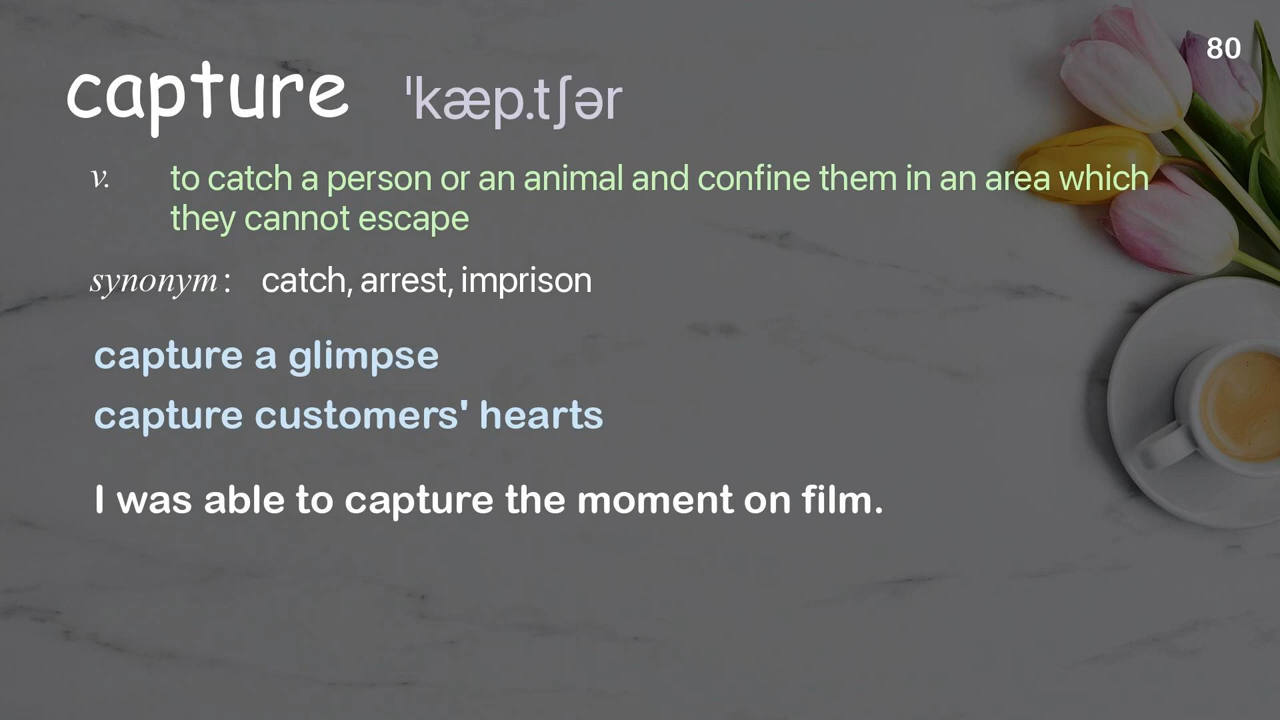 80
capture ˈkæp.tʃər
v. to catch a person or an animal and confine them in an area which
they cannot escape
synonym: catch, arrest, imprison
capture a glimpse
capture customers' hearts
I was able to capture the moment on film.